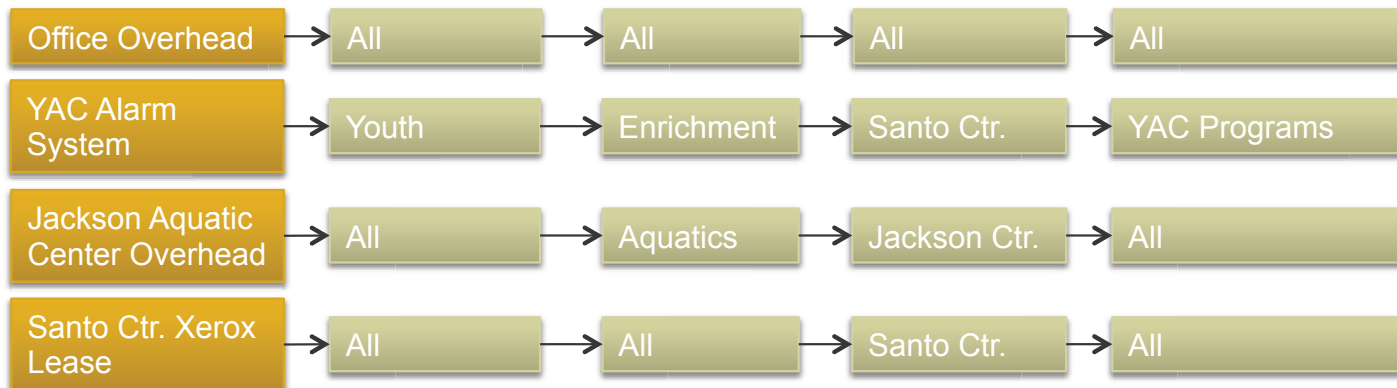 Office Overhead
All
All
All
All
YAC Alarm
System
Youth
Enrichment
Santo Ctr.
YAC Programs
Jackson Aquatic
Center Overhead
All
Aquatics
Jackson Ctr.
All
Santo Ctr. Xerox
Lease
All
All
Santo Ctr.
All